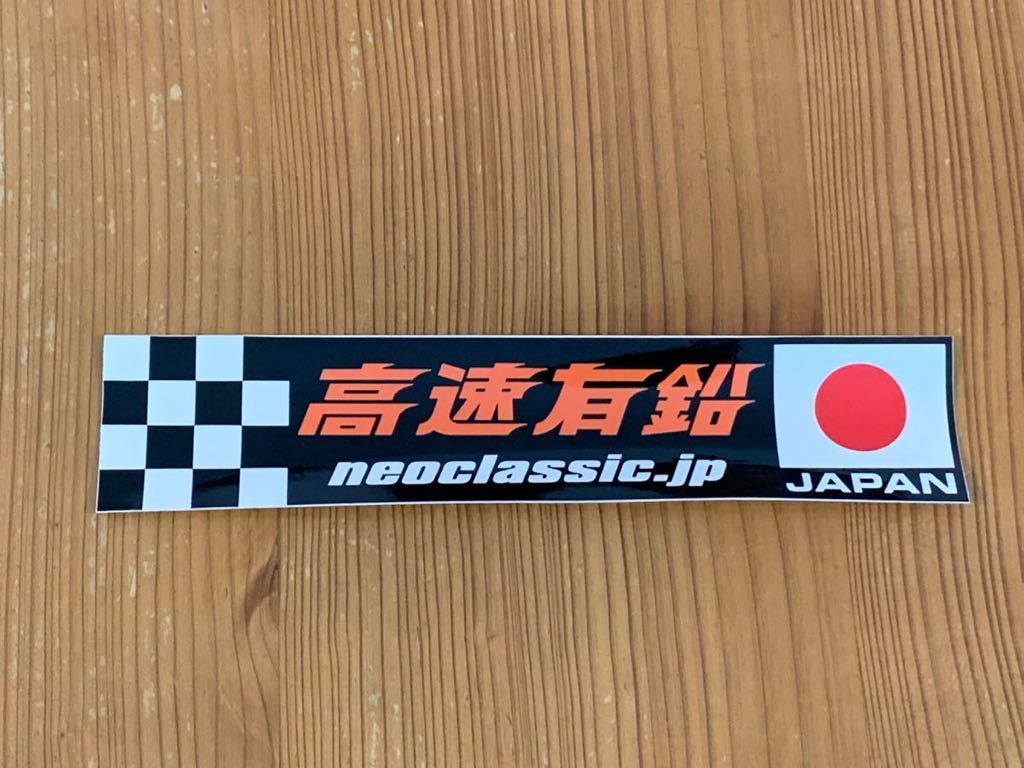 高速有鉛
neoclassic.jp
JAPAN